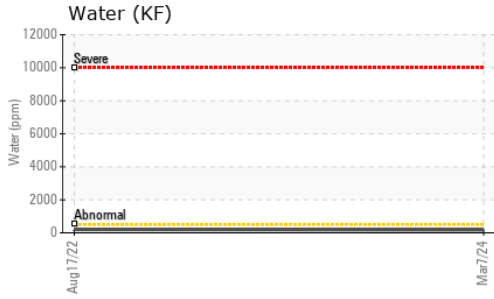 Water (KF)
12000
Severe
10000
8000
6000
4000
2000
Abnormal
0
Water (ppm)
Aug17/22
Mar7/24